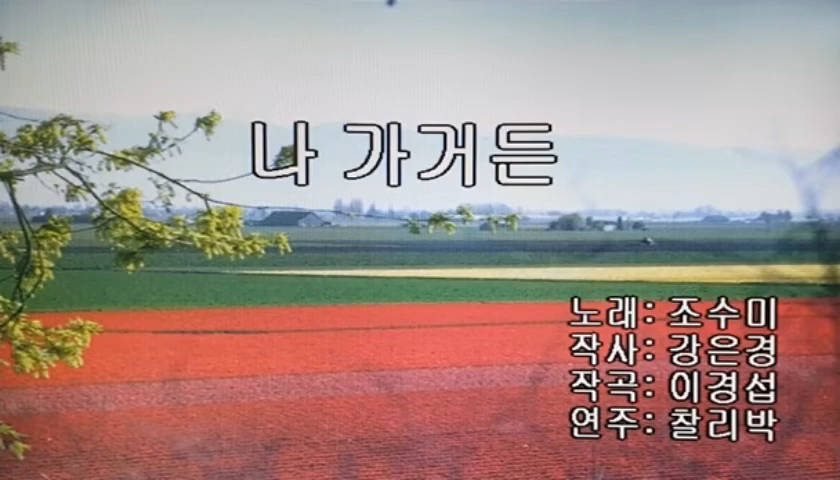 나 가거든
노래: 조수미
작사: 강은경
작곡: 이경섭
연주: 찰리박